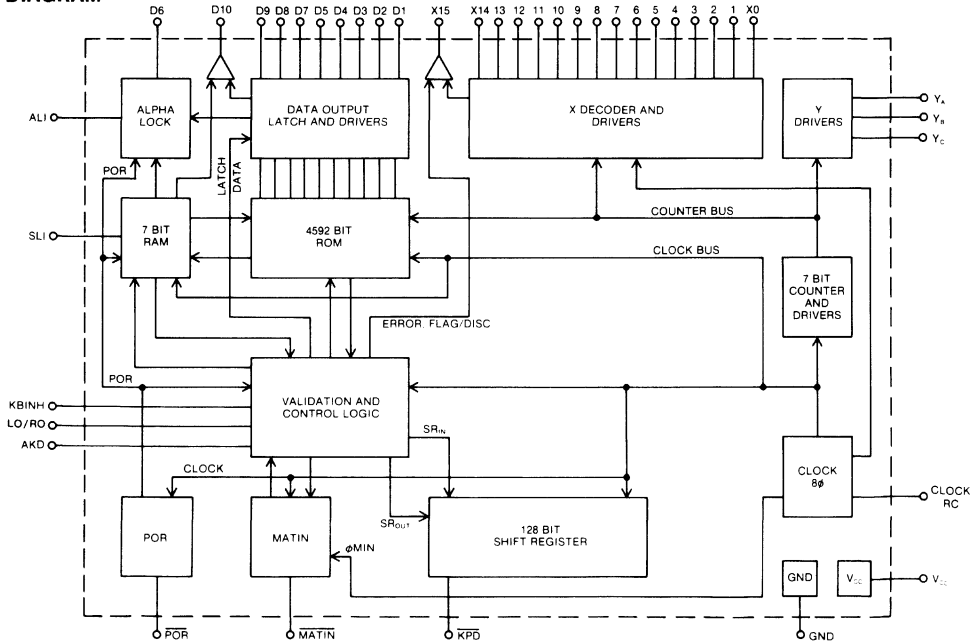 DINGRAM
D6 D10 D9 D8 D7 D5 D4 D3 D2 D1 X15 X14 13 12 11 10 9 8 7 6 5 4 3 2 1 X0
ALI
ALPHA
LOCK
DATA OUTPUT
LATCH AND DRIVERS
X DECODER AND
DRIVERS
Y
DRIVERS
YA
YB
YC
POR
LATCH
DATA
SLI
7 BIT
RAM
4592 BIT
ROM
COUNTER BUS
CLOCK BUS
7 BIT
COUNTER
AND
DRIVERS
ERROR. FLAG/DISC
POR
KBINH
LO/RO
AKD
VALIDATION AND
CONTROL LOGIC
SRIN
CLOCK
CLOCK
8ø
CLOCK
RC
POR
MATIN
SROUT
128 BIT
SHIFT REGISTER
øMIN
GND
VCC
VCC
POR
MATIN
KPD
GND